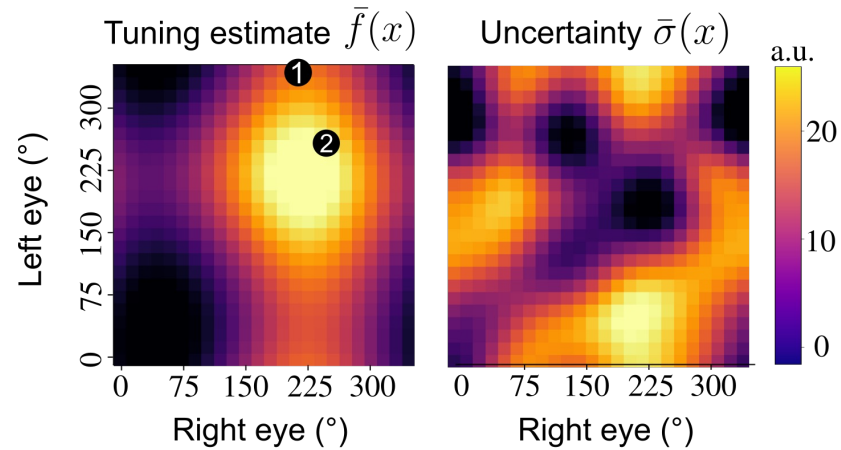 Tuning estimate f̄(x)
Uncertainty σ̄(x)
a.u.
1
2
300
225
150
75
0
Left eye (°)
0 75 150 225 300
Right eye (°)
0 75 150 225 300
Right eye (°)
20
10
0